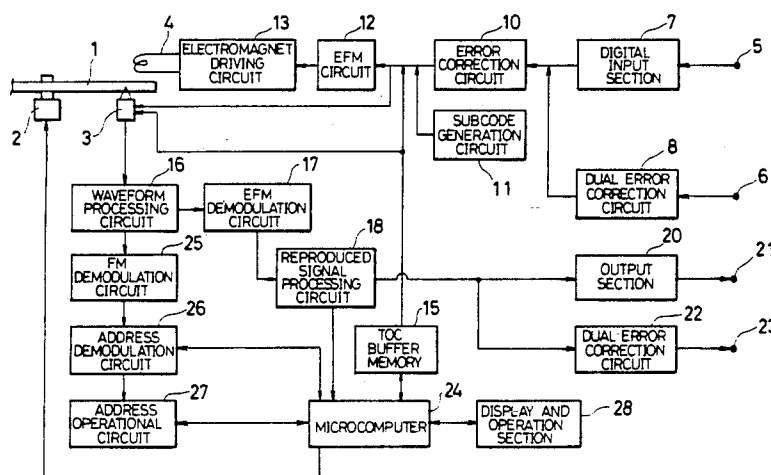 4
13
12
10
7
1
ELECTROMAGNET
DRIVING CIRCUIT
EFM
CIRCUIT
ERROR
CORRECTION
CIRCUIT
DIGITAL INPUT
SECTION
5
2
3
SUBCODE
GENERATION
CIRCUIT
11
8
16
17
WAVEFORM
PROCESSING
CIRCUIT
EFM
DEMODULATION
CIRCUIT
DUAL ERROR
CORRECTION
CIRCUIT
6
25
18
20
21
FM
DEMODULATION
CIRCUIT
REPRODUCED
SIGNAL
PROCESSING
CIRCUIT
OUTPUT
SECTION
26
15
22
23
ADDRESS
DEMODULATION
CIRCUIT
TOC
BUFFER
MEMORY
DUAL ERROR
CORRECTION
CIRCUIT
27
24
ADDRESS
OPERATIONAL
CIRCUIT
MICROCOMPUTER
DISPLAY AND
OPERATION
SECTION
28